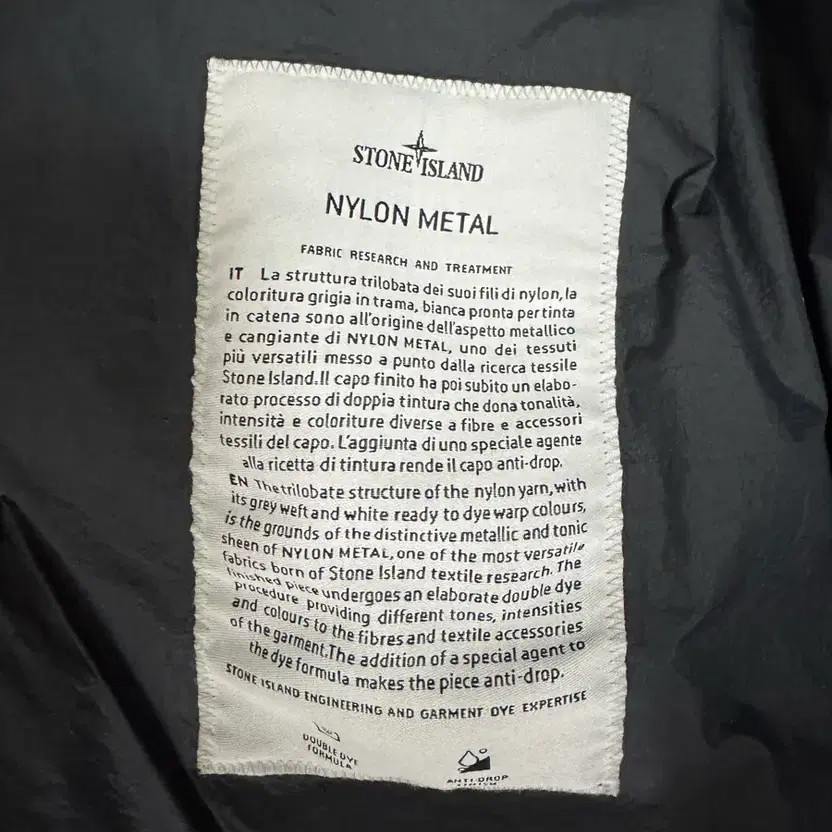 STONE ISLAND
NYLON METAL
FABRIC RESEARCH AND TREATMENT
IT La struttura trilobata dei suoi fili di nylon, la
coloritura grigia in trama, bianca pronta per tinta
in catena sono all'origine dell'aspetto metallico
e cangiante di NYLON METAL, uno dei tessuti
più versatili messo a punto dalla ricerca tessile
Stone Island. Il capo finito ha poi subito un elabo-
rato processo di doppia tintura che dona tonalità,
intensità e coloriture diverse a fibre e accessori
tessili del capo. L'aggiunta di uno speciale agente
alla ricetta di tintura rende il capo anti-drop.
EN The trilobate structure of the nylon yarn, with
its grey weft and white ready to dye warp colours,
is the grounds of the distinctive metallic and tonic
sheen of NYLON METAL, one of the most versatile
fabrics born of Stone Island textile research. The
finished piece undergoes an elaborate double dye
procedure providing different tones, intensities
and colours to the fibres and textile accessories
of the garment. The addition of a special agent to
the dye formula makes the piece anti-drop.
STONE ISLAND ENGINEERING AND GARMENT DYE EXPERTISE
DOUBLE DYE
FORMULA
ANTI-DROP